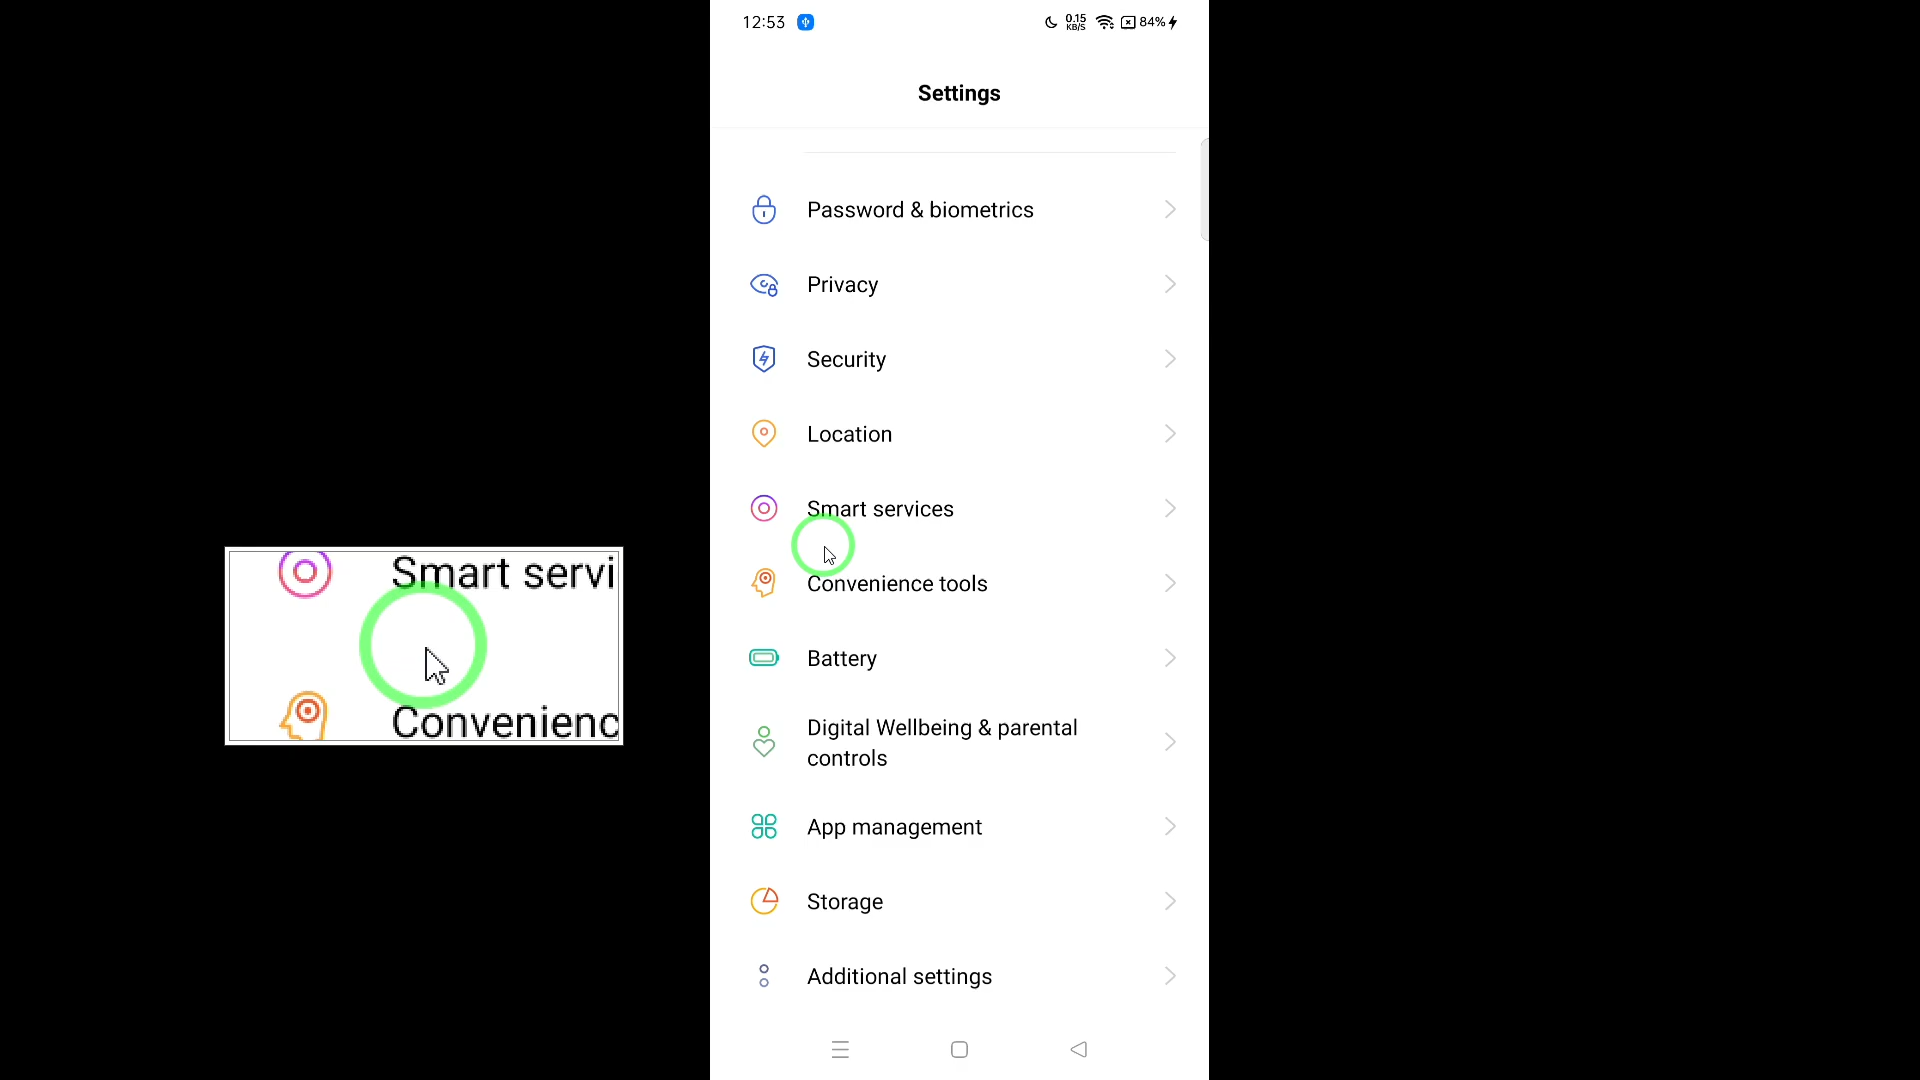 12:53
0.15
KB/S
84%
Settings
Password & biometrics
Privacy
Security
Location
Smart services
Convenience tools
Battery
Digital Wellbeing & parental
controls
App management
Storage
Additional settings
Smart servi
Convenienc